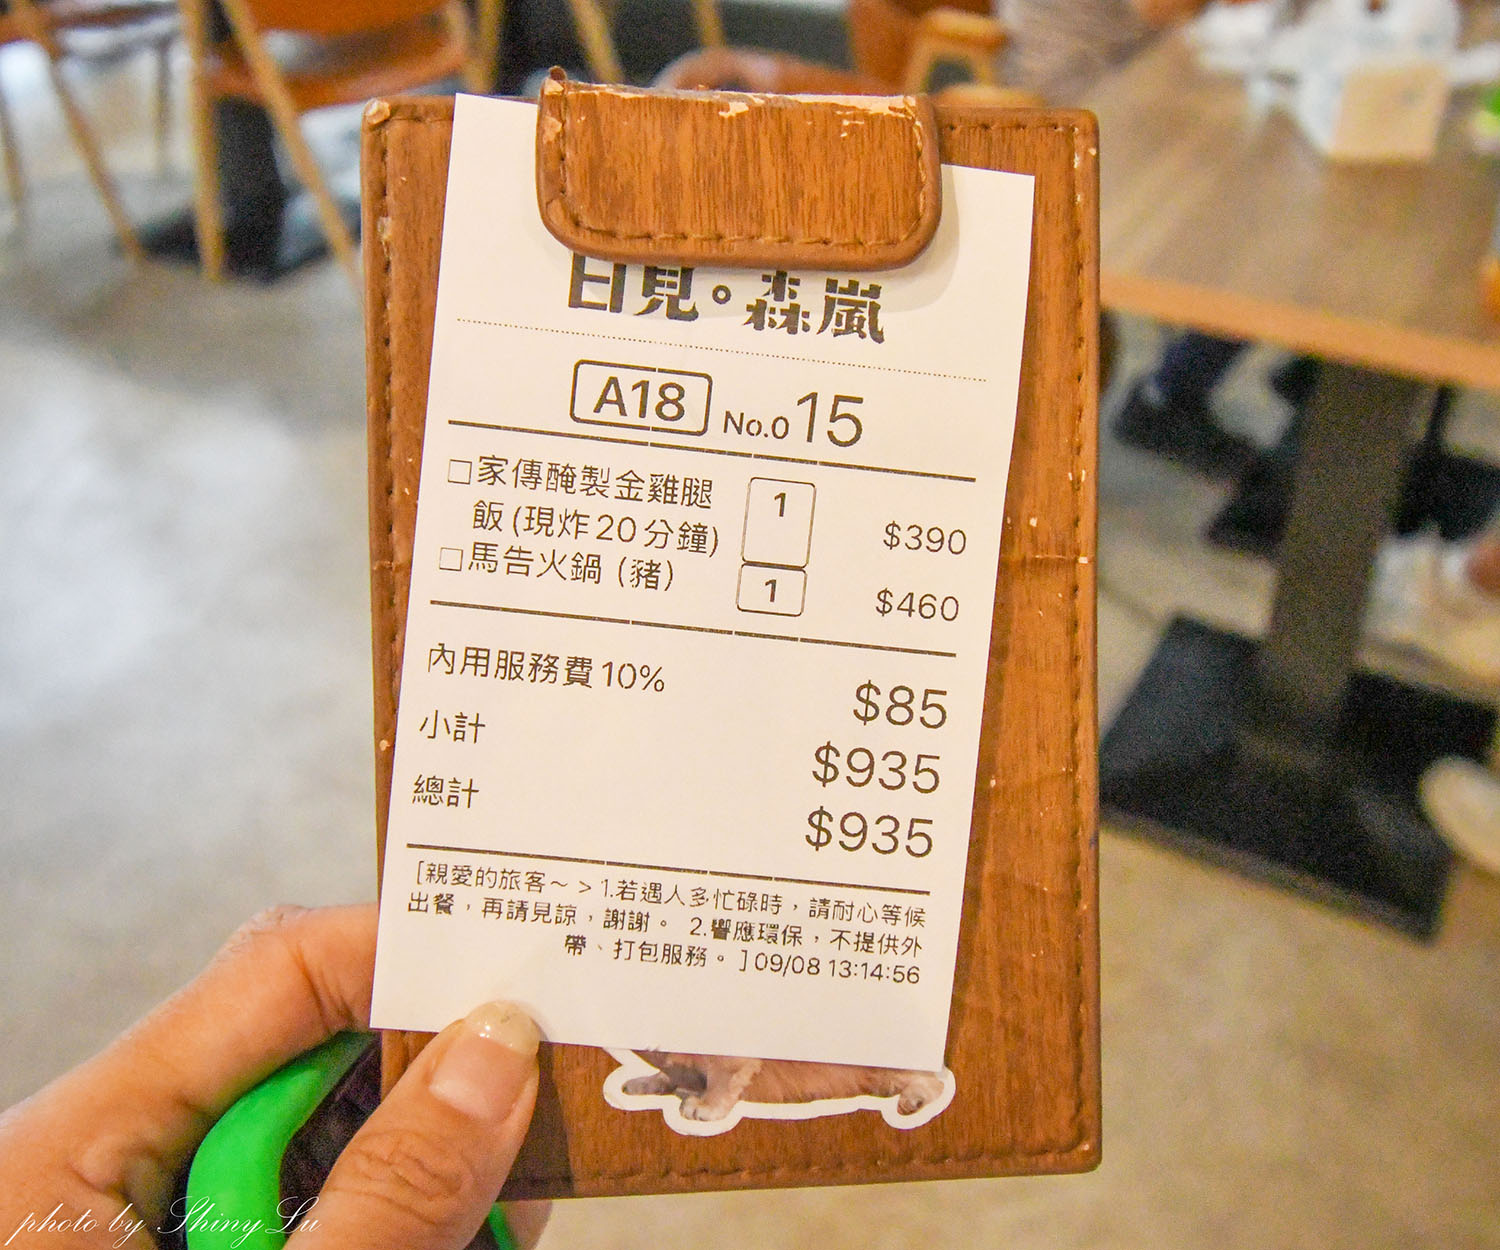 日見。森嵐
A18 No.015
□家傳醃製金雞腿 1 $390
飯(現炸20分鐘)
□馬告火鍋 (豬) 1 $460
內用服務費10% $85
小計 $935
總計 $935
[親愛的旅客~ > 1.若遇人多忙碌時，請耐心等候
出餐，再請見諒，謝謝。 2.響應環保，不提供外
帶、打包服務。 ] 09/08 13:14:56
photo by Shiny Lu